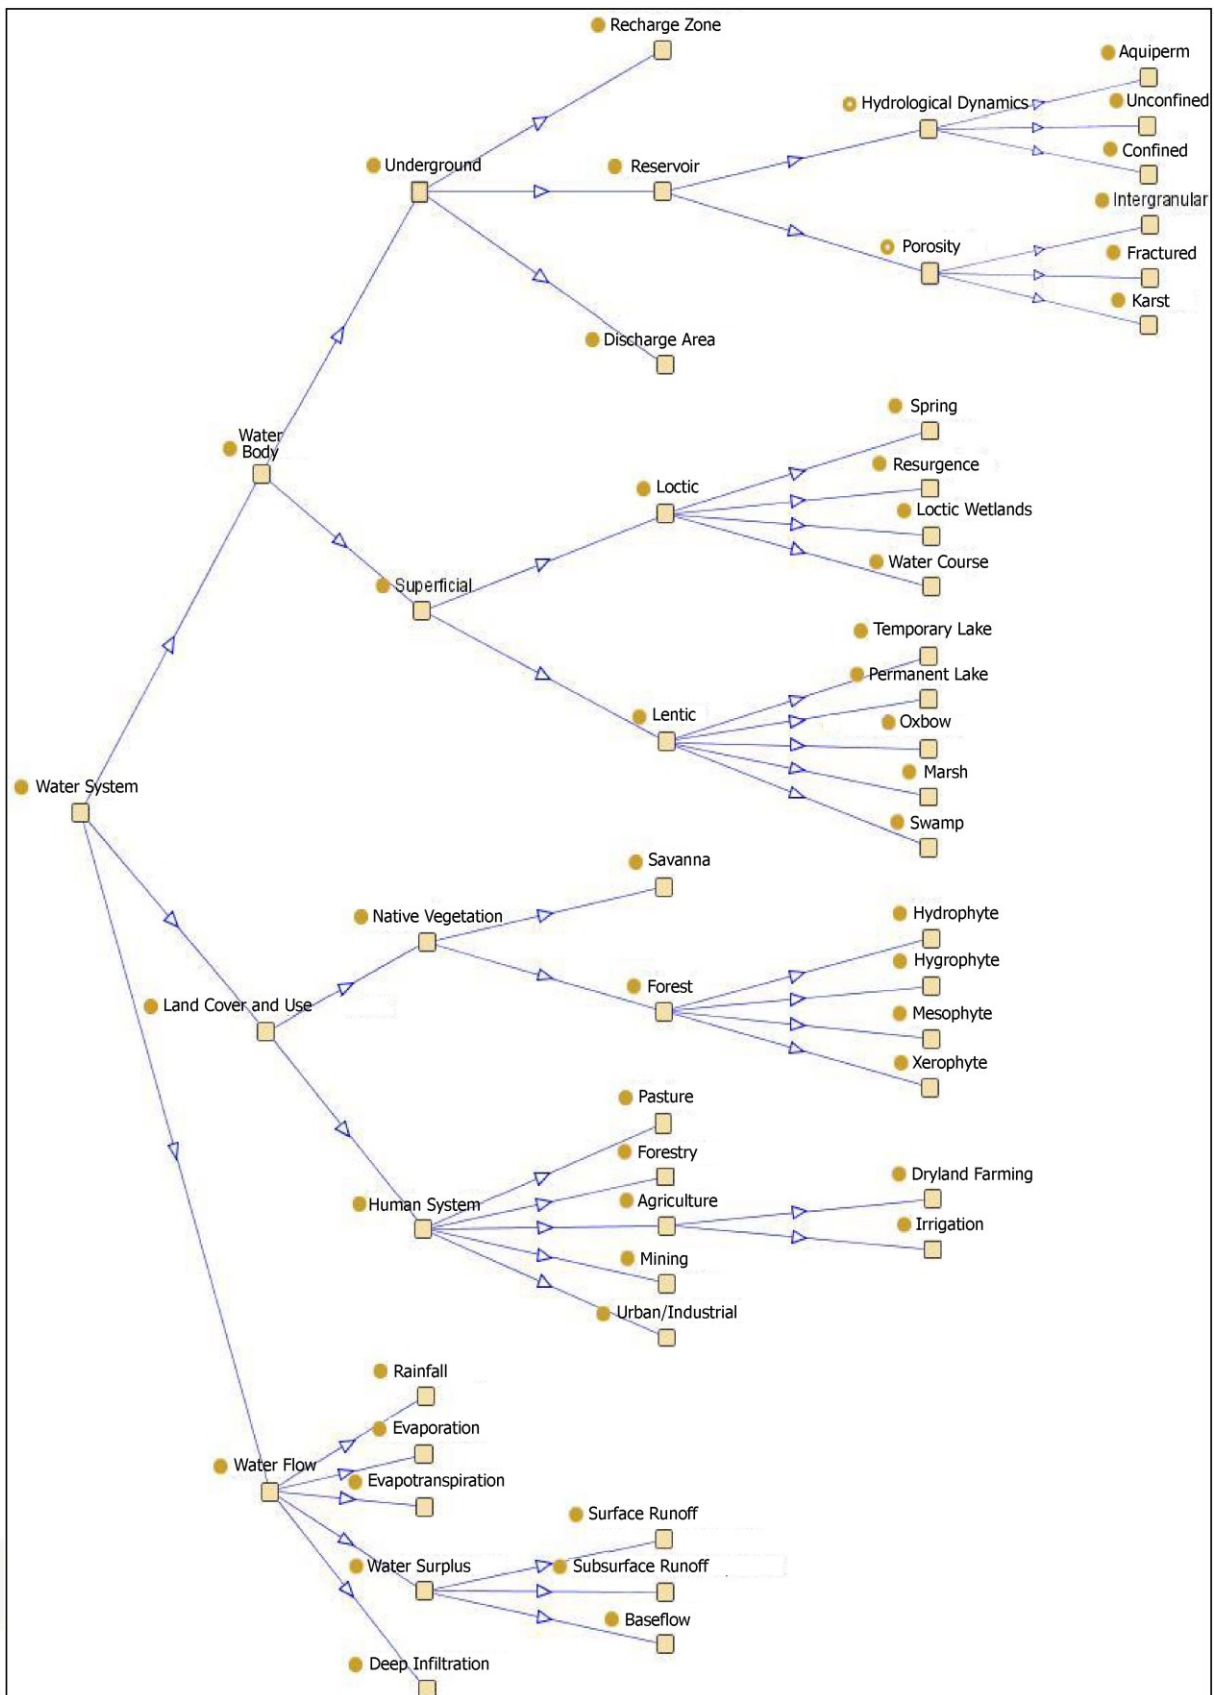 Recharge Zone
Aquiperm
Hydrological Dynamics
Unconfined
Confined
Underground
Reservoir
Intergranular
Porosity
Fractured
Karst
Discharge Area
Spring
Water
Body
Resurgence
Loctic
Loctic Wetlands
Water Course
Superficial
Temporary Lake
Permanent Lake
Lentic
Oxbow
Marsh
Water System
Swamp
Savanna
Native Vegetation
Hydrophyte
Hygrophyte
Forest
Land Cover and Use
Mesophyte
Xerophyte
Pasture
Forestry
Dryland Farming
Human System
Agriculture
Irrigation
Mining
Urban/Industrial
Rainfall
Evaporation
Water Flow
Evapotranspiration
Surface Runoff
Water Surplus
Subsurface Runoff
Baseflow
Deep Infiltration